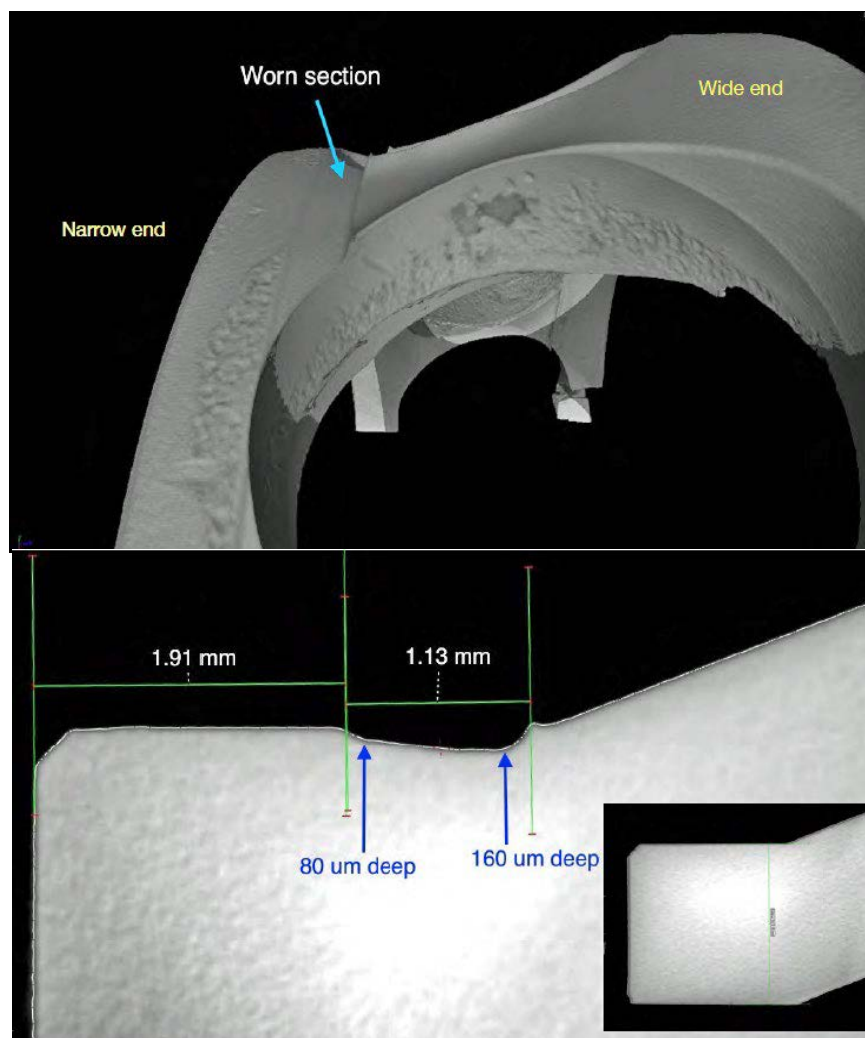 Worn section
Wide end
Narrow end
1.91 mm
1.13 mm
80 um deep
160 um deep